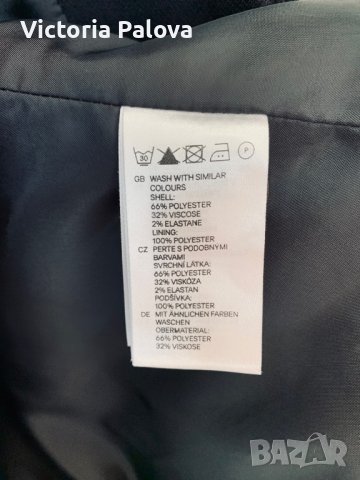 Victoria Palova
30
P
GB WASH WITH SIMILAR
COLOURS
SHELL:
66% POLYESTER
32% VISCOSE
2% ELASTANE
LINING:
100% POLYESTER
CZ PERTE S PODOBNÝMI
BARVAMI
SVRCHNÍ LÁTKA:
66% POLYESTER
32% VISKÓZA
2% ELASTAN
PODŠÍVKA:
100% POLYESTER
DE MIT ÄHNLICHEN FARBEN
WASCHEN
OBERMATERIAL:
66% POLYESTER
32% VISKOSE
BAZAR